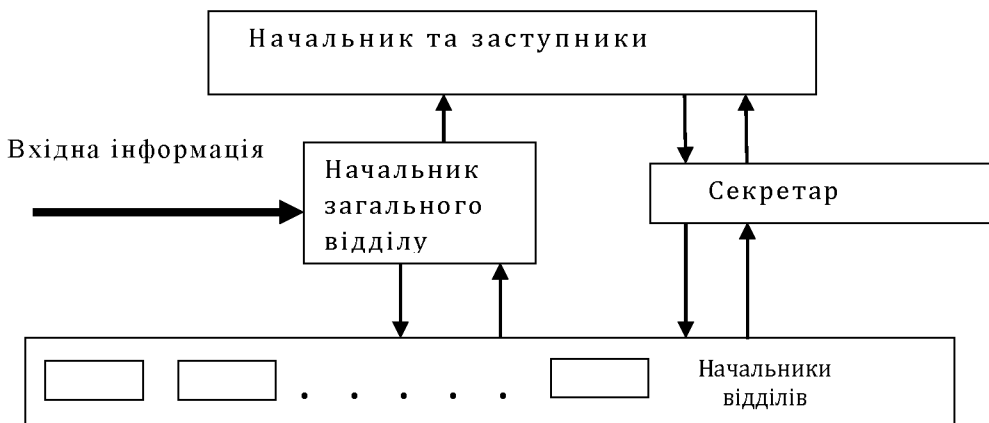 Начальник та заступники
Вхідна інформація
Начальник
загального
відділу
Секретар
Начальники
відділів